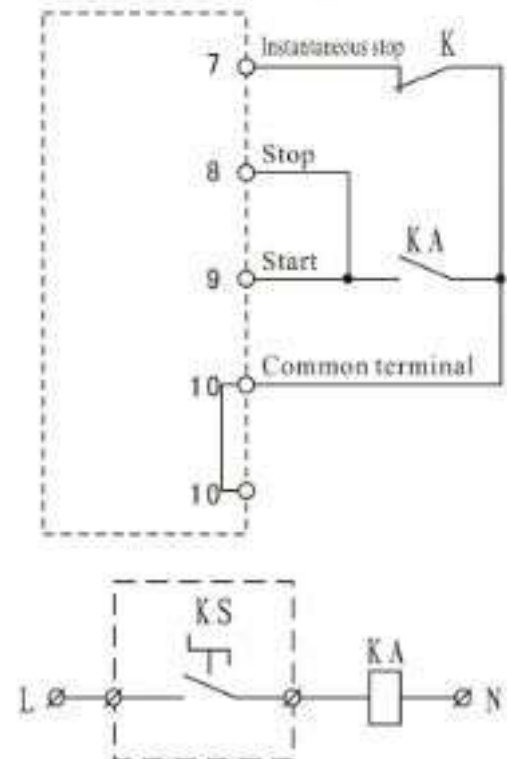 7 Instantaneous stop K
8 Stop
KA
9 Start
10 Common terminal
10
KS
KA
L N